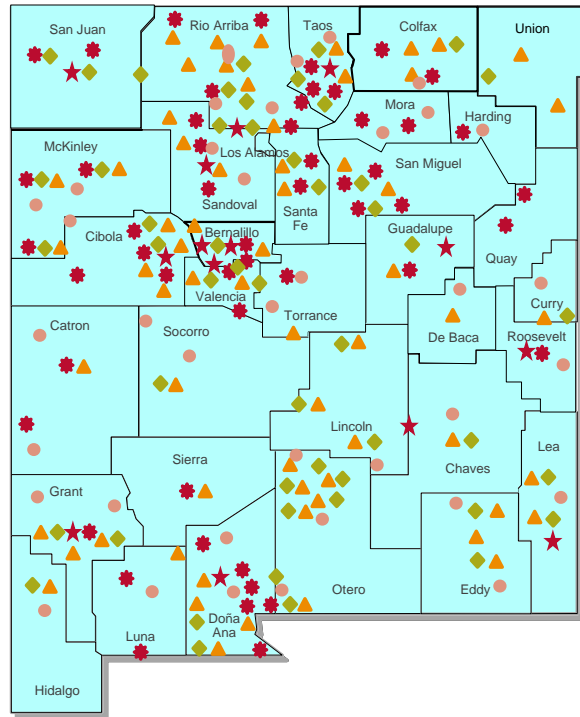 San Juan
Rio Arriba
Taos
Colfax
Union
Mora
Harding
McKinley
Los Alamos
San Miguel
Sandoval
Santa
Fe
Cibola
Bernalillo
Guadalupe
Quay
Valencia
Torrance
Curry
Catron
Socorro
De Baca
Roosevelt
Lincoln
Lea
Sierra
Chaves
Grant
Otero
Eddy
Doña
Ana
Luna
Hidalgo